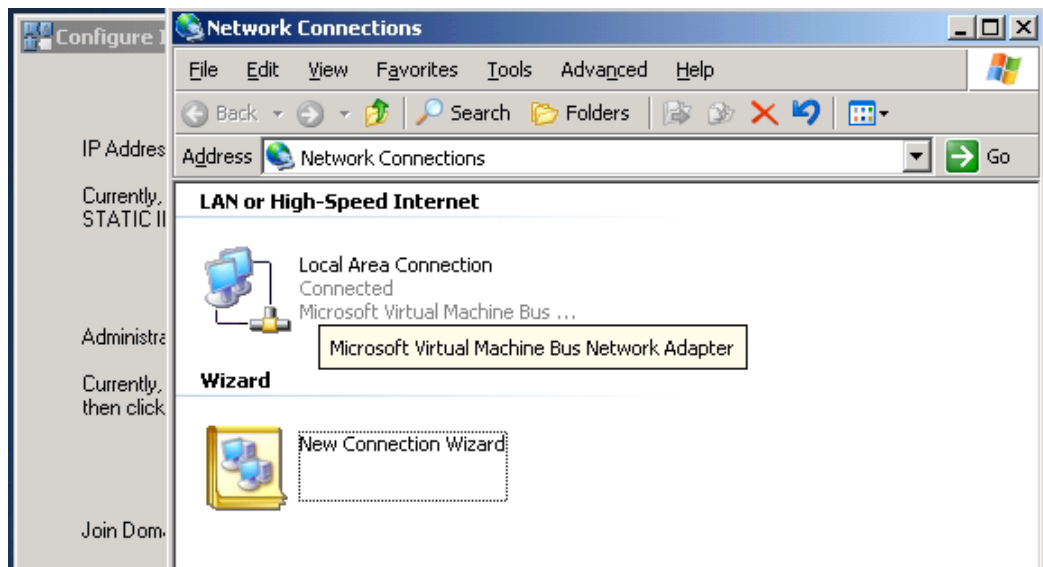 Configure I
Network Connections
File Edit View Favorites Tools Advanced Help
Back Search Folders
Address Network Connections Go
IP Addres
Currently,
STATIC II
Administra
Currently,
then click
Join Dom
LAN or High-Speed Internet
Local Area Connection
Connected
Microsoft Virtual Machine Bus ...
Microsoft Virtual Machine Bus Network Adapter
Wizard
New Connection Wizard